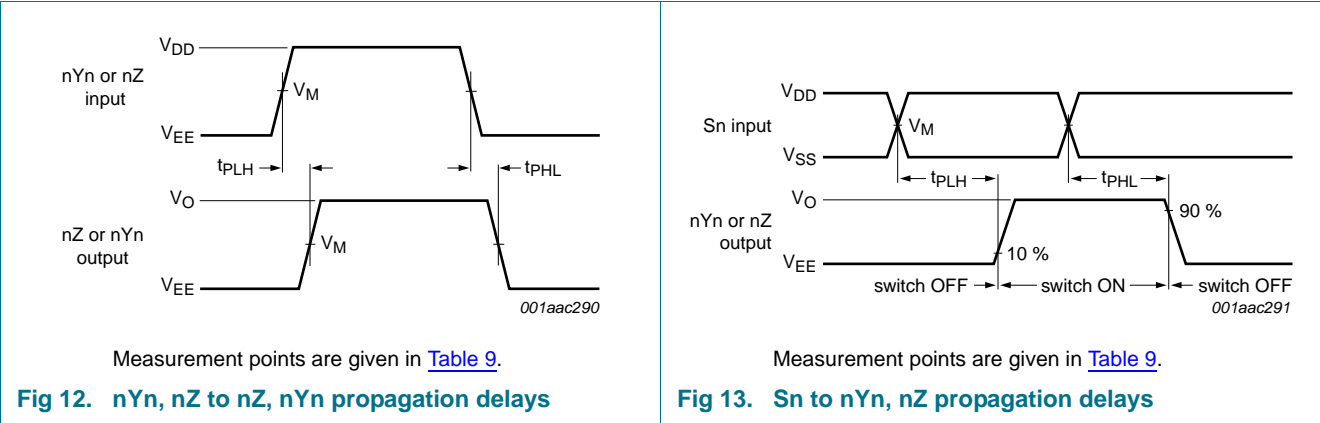 VDD
nYn or nZ
input
VM
VEE
tPLH
tPHL
VO
nZ or nYn
output
VM
VEE
001aac290
Measurement points are given in Table 9.
Fig 12. nYn, nZ to nZ, nYn propagation delays
VDD
Sn input
VM
VSS
tPLH
tPHL
VO
nYn or nZ
output
90 %
10 %
VEE
switch OFF
switch ON
switch OFF
001aac291
Measurement points are given in Table 9.
Fig 13. Sn to nYn, nZ propagation delays